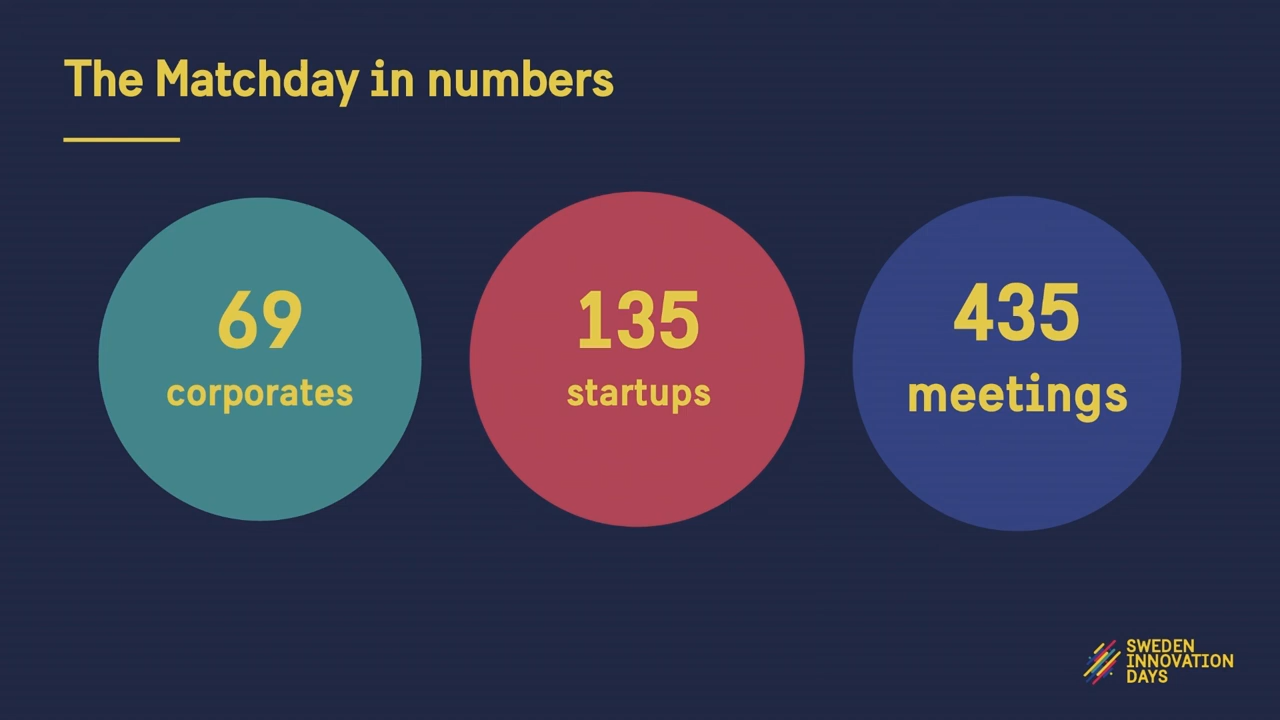 The Matchday in numbers
69
corporates
135
startups
435
meetings
SWEDEN
INNOVATION
DAYS